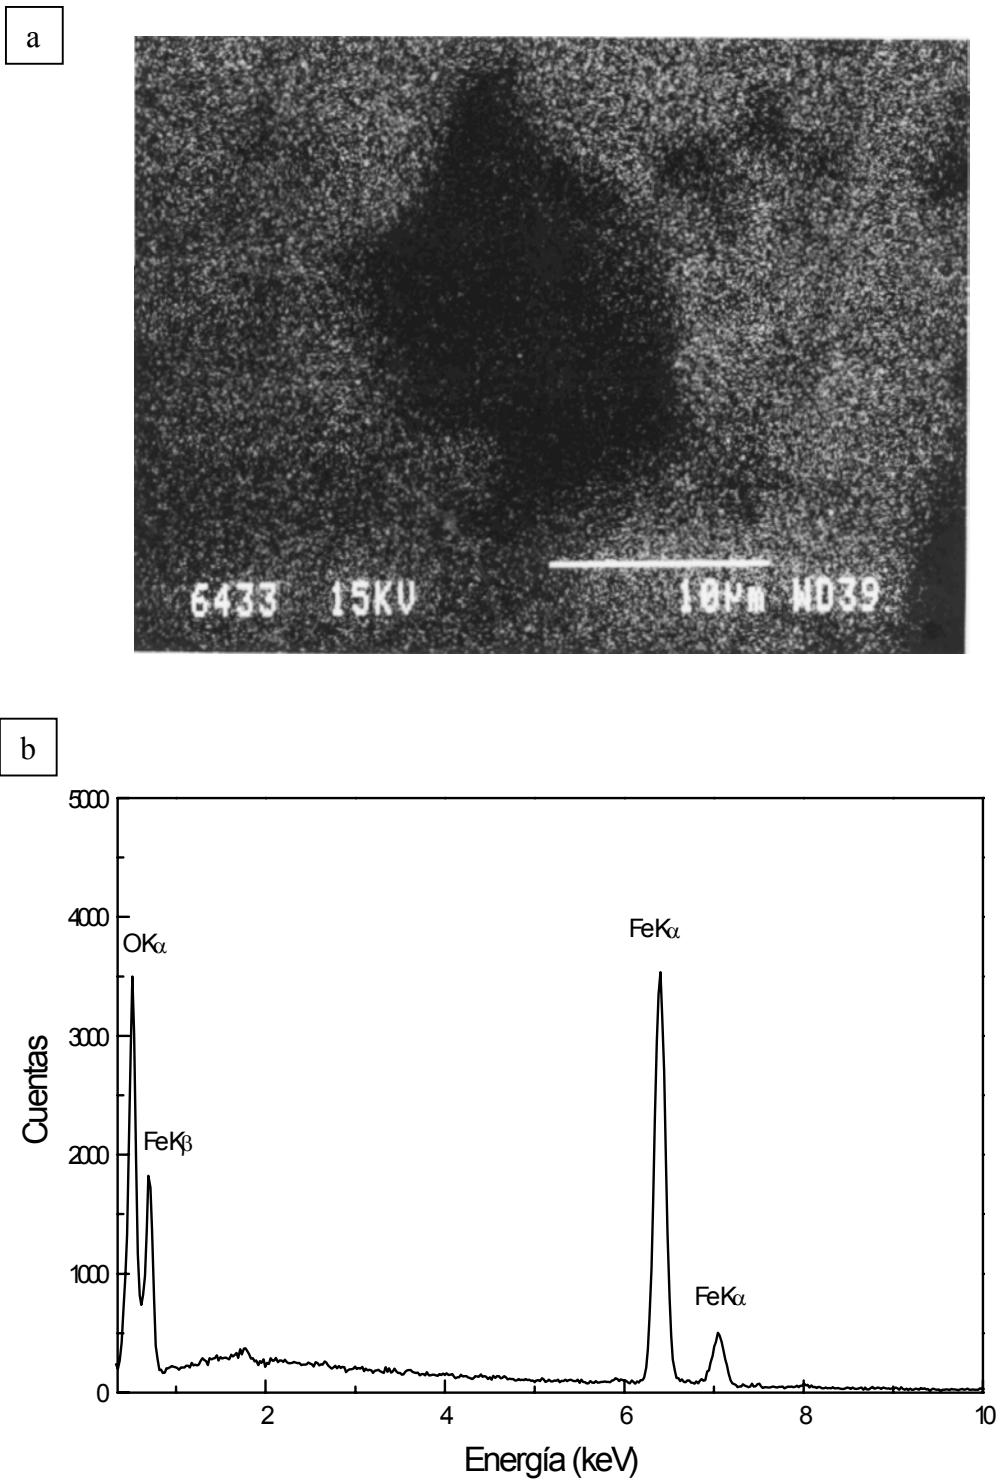 a
6433 15KV 10μm WD39
b
5000
4000
3000
2000
1000
0
Cuentas
OKα
FeKβ
FeKα
FeKα
2 4 6 8 10
Energía (keV)